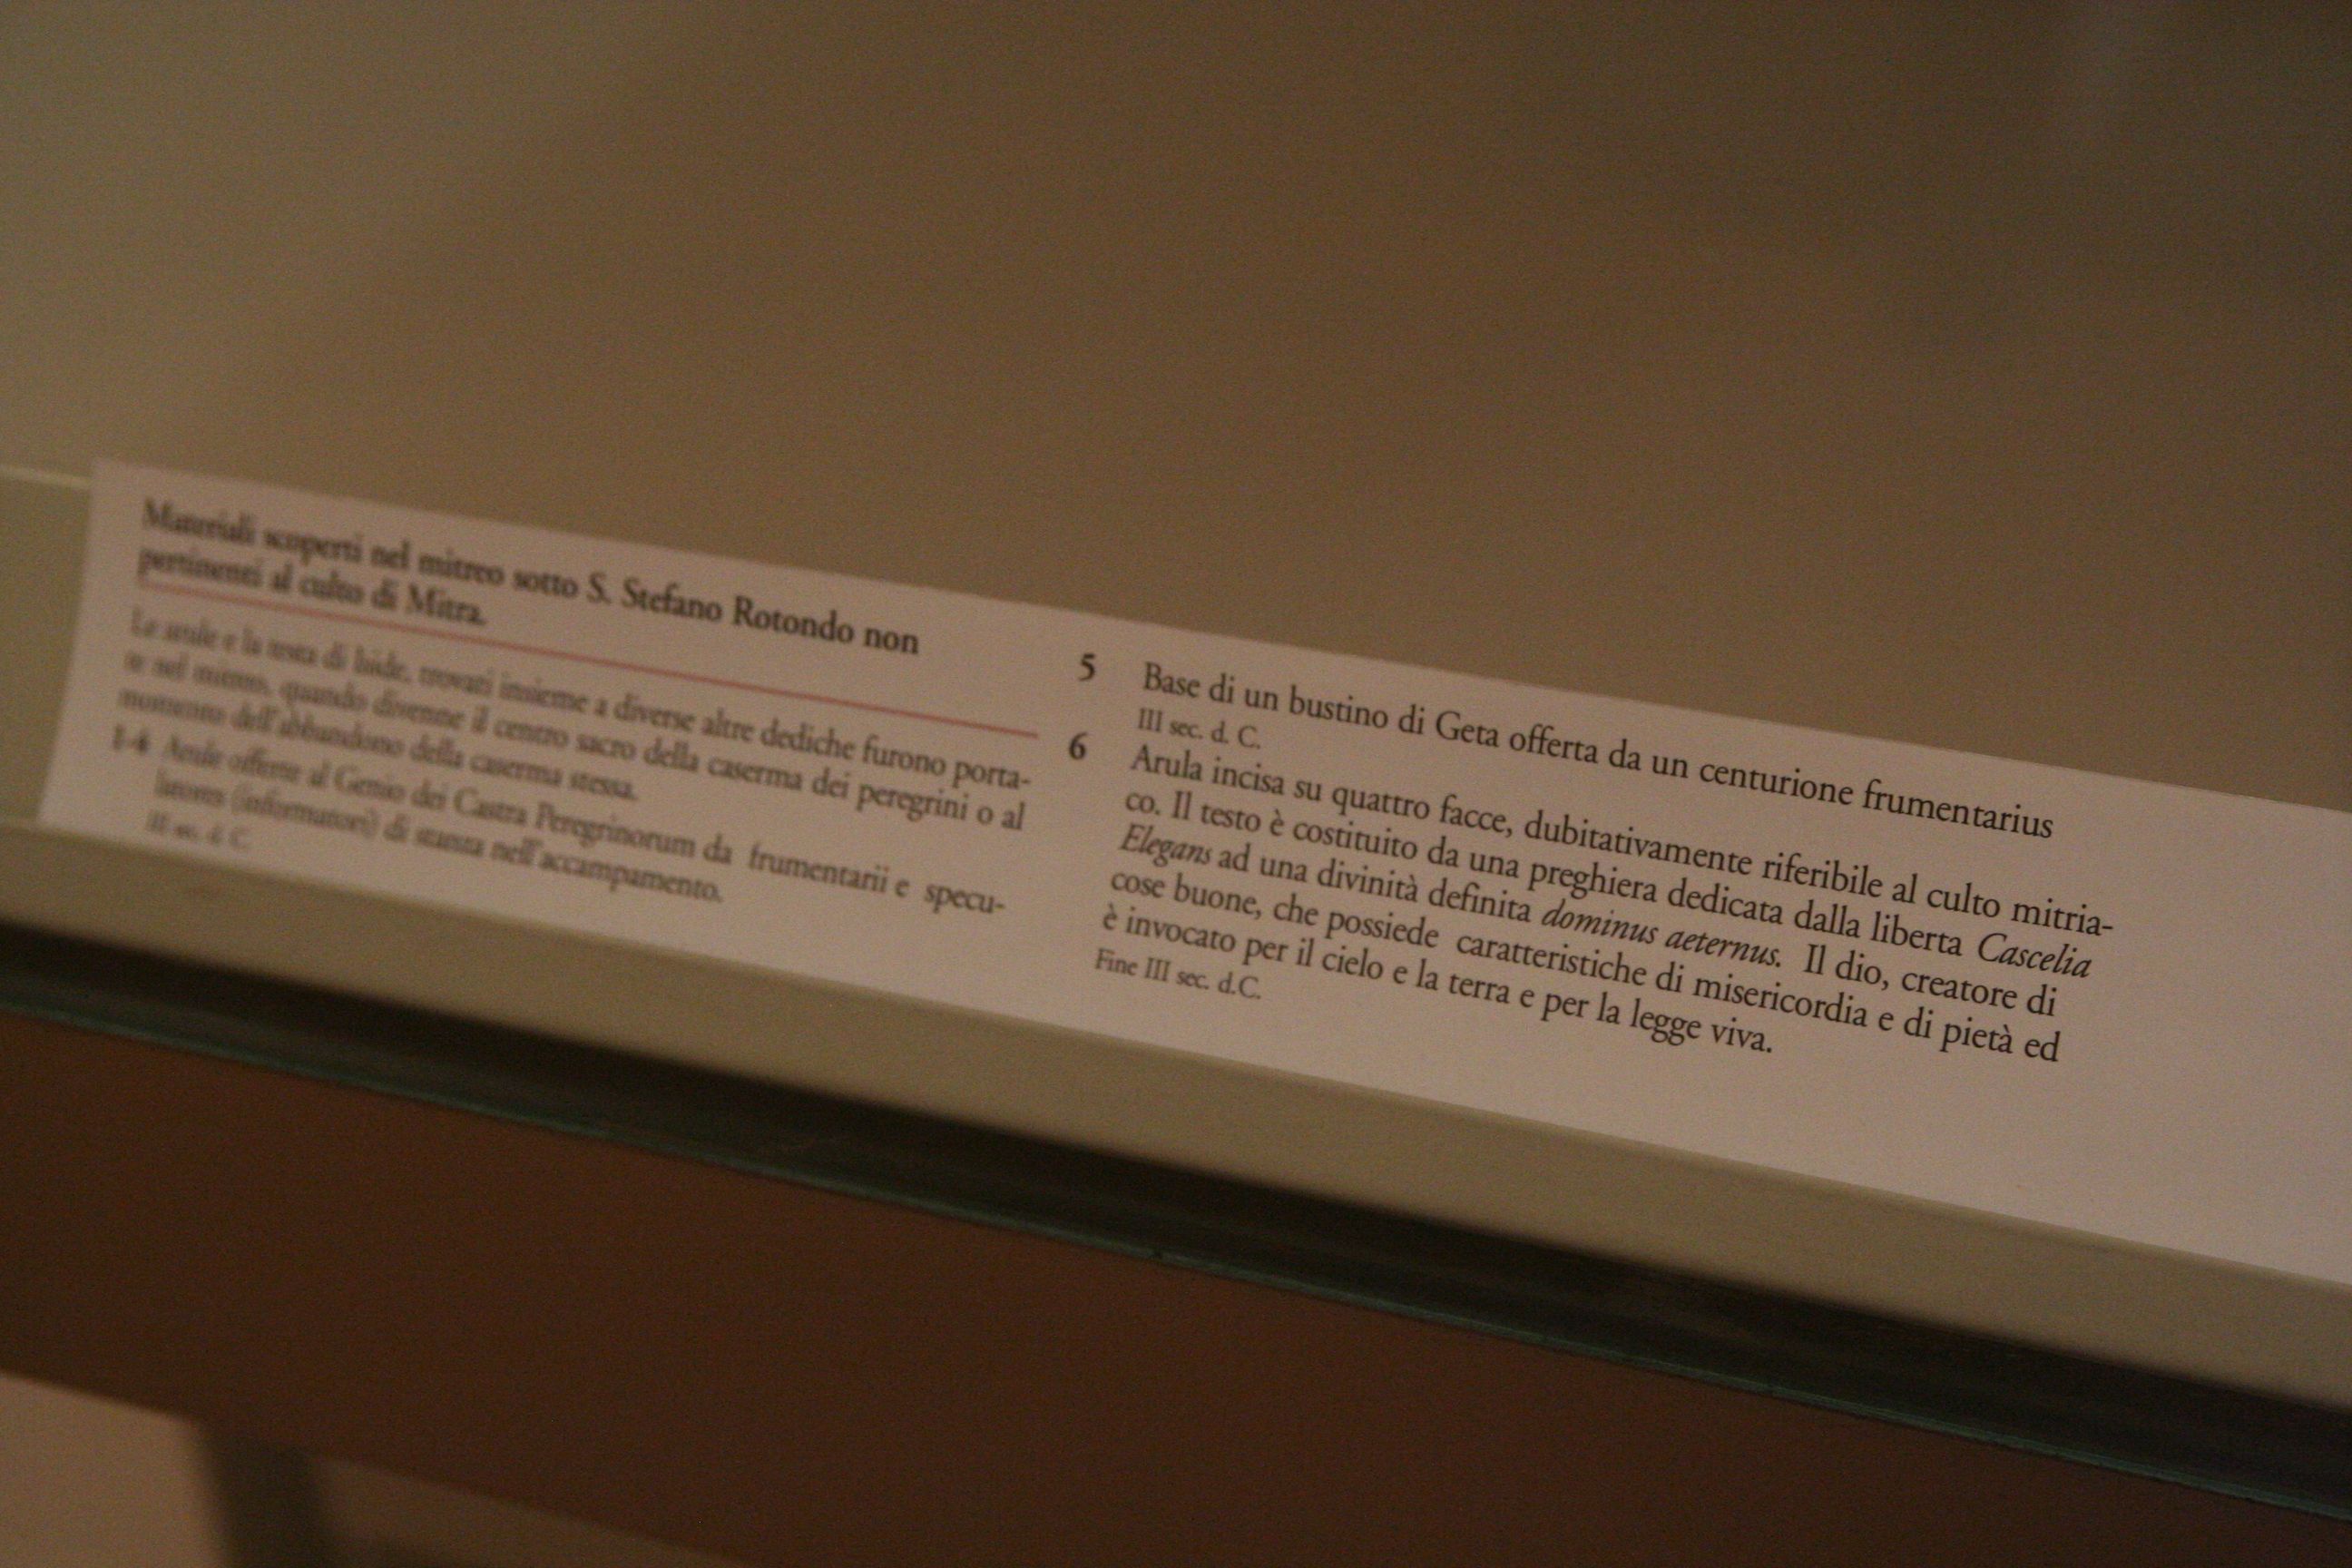 Materiali scoperti nel mitreo sotto S. Stefano Rotondo non
pertinenti al culto di Mitra.
Le arule e la testa di Iside, trovati insieme a diverse altre dediche furono porta-
te nel mitreo, quando divenne il centro sacro della caserma dei peregrini o al
momento dell'abbandono della caserma stessa.
1-4 Arule offerte al Genio dei Castra Peregrinorum da frumentarii e specu-
latores (informatori) di stanza nell'accampamento.
II sec. d. C.
5 Base di un bustino di Geta offerta da un centurione frumentarius
III sec. d. C.
6 Arula incisa su quattro facce, dubitativamente riferibile al culto mitria-
co. Il testo è costituito da una preghiera dedicata dalla liberta Cascelia
Elegans ad una divinità definita dominus aeternus. Il dio, creatore di
cose buone, che possiede caratteristiche di misericordia e di pietà ed
è invocato per il cielo e la terra e per la legge viva.
Fine III sec. d.C.